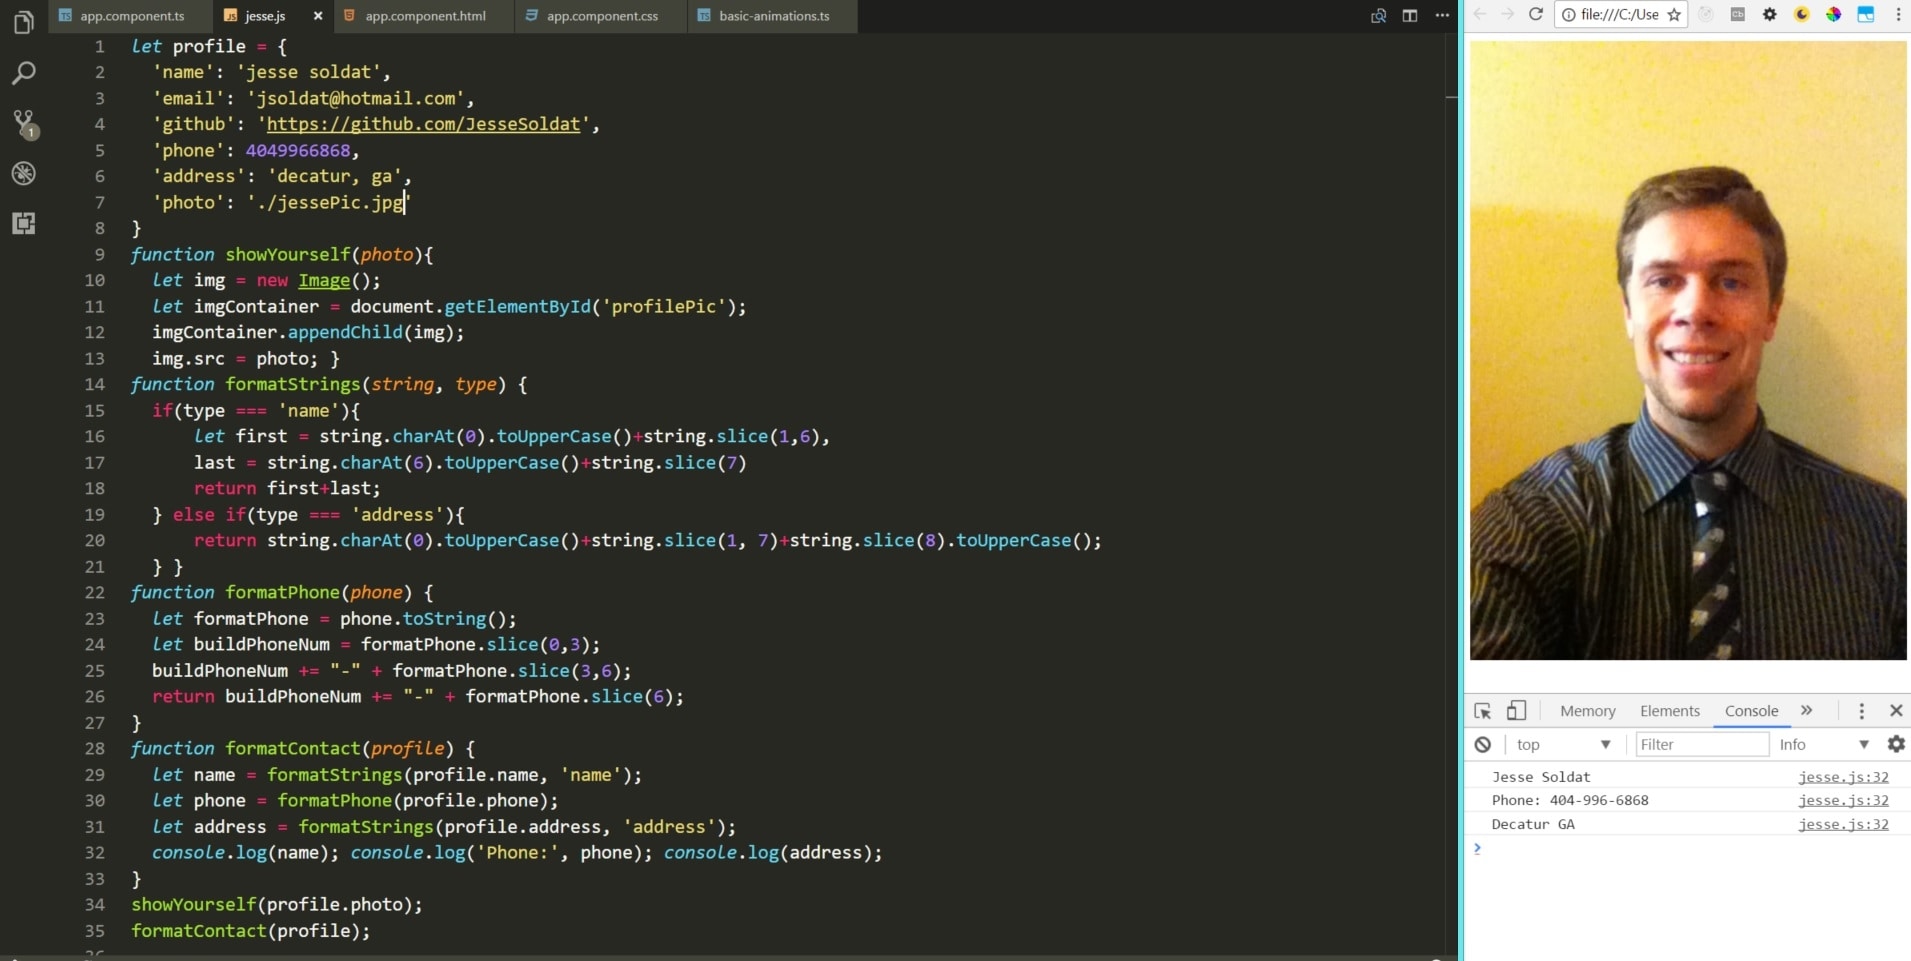 app.component.ts
jesse.js
app.component.html
app.component.css
basic-animations.ts
1 let profile = {
2 'name': 'jesse soldat',
3 'email': 'jsoldat@hotmail.com',
4 'github': 'https://github.com/JesseSoldat',
5 'phone': 4049966868,
6 'address': 'decatur, ga',
7 'photo': './jessePic.jpg'
8 }
9 function showYourself(photo){
10 let img = new Image();
11 let imgContainer = document.getElementById('profilePic');
12 imgContainer.appendChild(img);
13 img.src = photo; }
14 function formatStrings(string, type) {
15 if(type === 'name'){
16 let first = string.charAt(0).toUpperCase()+string.slice(1,6),
17 last = string.charAt(6).toUpperCase()+string.slice(7)
18 return first+last;
19 } else if(type === 'address'){
20 return string.charAt(0).toUpperCase()+string.slice(1, 7)+string.slice(8).toUpperCase();
21 } }
22 function formatPhone(phone) {
23 let formatPhone = phone.toString();
24 let buildPhoneNum = formatPhone.slice(0,3);
25 buildPhoneNum += "-" + formatPhone.slice(3,6);
26 return buildPhoneNum += "-" + formatPhone.slice(6);
27 }
28 function formatContact(profile) {
29 let name = formatStrings(profile.name, 'name');
30 let phone = formatPhone(profile.phone);
31 let address = formatStrings(profile.address, 'address');
32 console.log(name); console.log('Phone:', phone); console.log(address);
33 }
34 showYourself(profile.photo);
35 formatContact(profile);
1
file:///C:/Use
Cb
Memory Elements Console »
top Filter Info
Jesse Soldat jesse.js:32
Phone: 404-996-6868 jesse.js:32
Decatur GA jesse.js:32